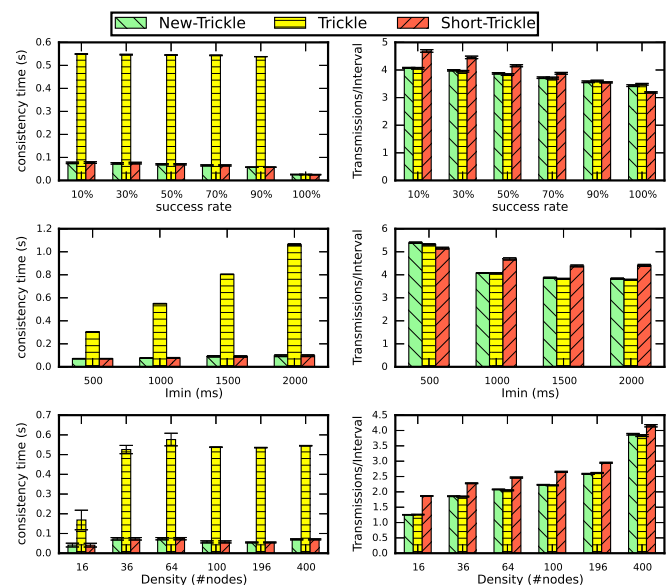 New-Trickle Trickle Short-Trickle
consistency time (s)
0.6
0.5
0.4
0.3
0.2
0.1
0.0
10% 30% 50% 70% 90% 100%
success rate
Transmissions/Interval
5
4
3
2
1
0
10% 30% 50% 70% 90% 100%
success rate
consistency time (s)
1.2
1.0
0.8
0.6
0.4
0.2
0.0
500 1000 1500 2000
Imin (ms)
Transmissions/Interval
6
5
4
3
2
1
0
500 1000 1500 2000
Imin (ms)
consistency time (s)
0.7
0.6
0.5
0.4
0.3
0.2
0.1
0.0
16 36 64 100 196 400
Density (#nodes)
Transmissions/Interval
4.5
4.0
3.5
3.0
2.5
2.0
1.5
1.0
0.5
0.0
16 36 64 100 196 400
Density (#nodes)